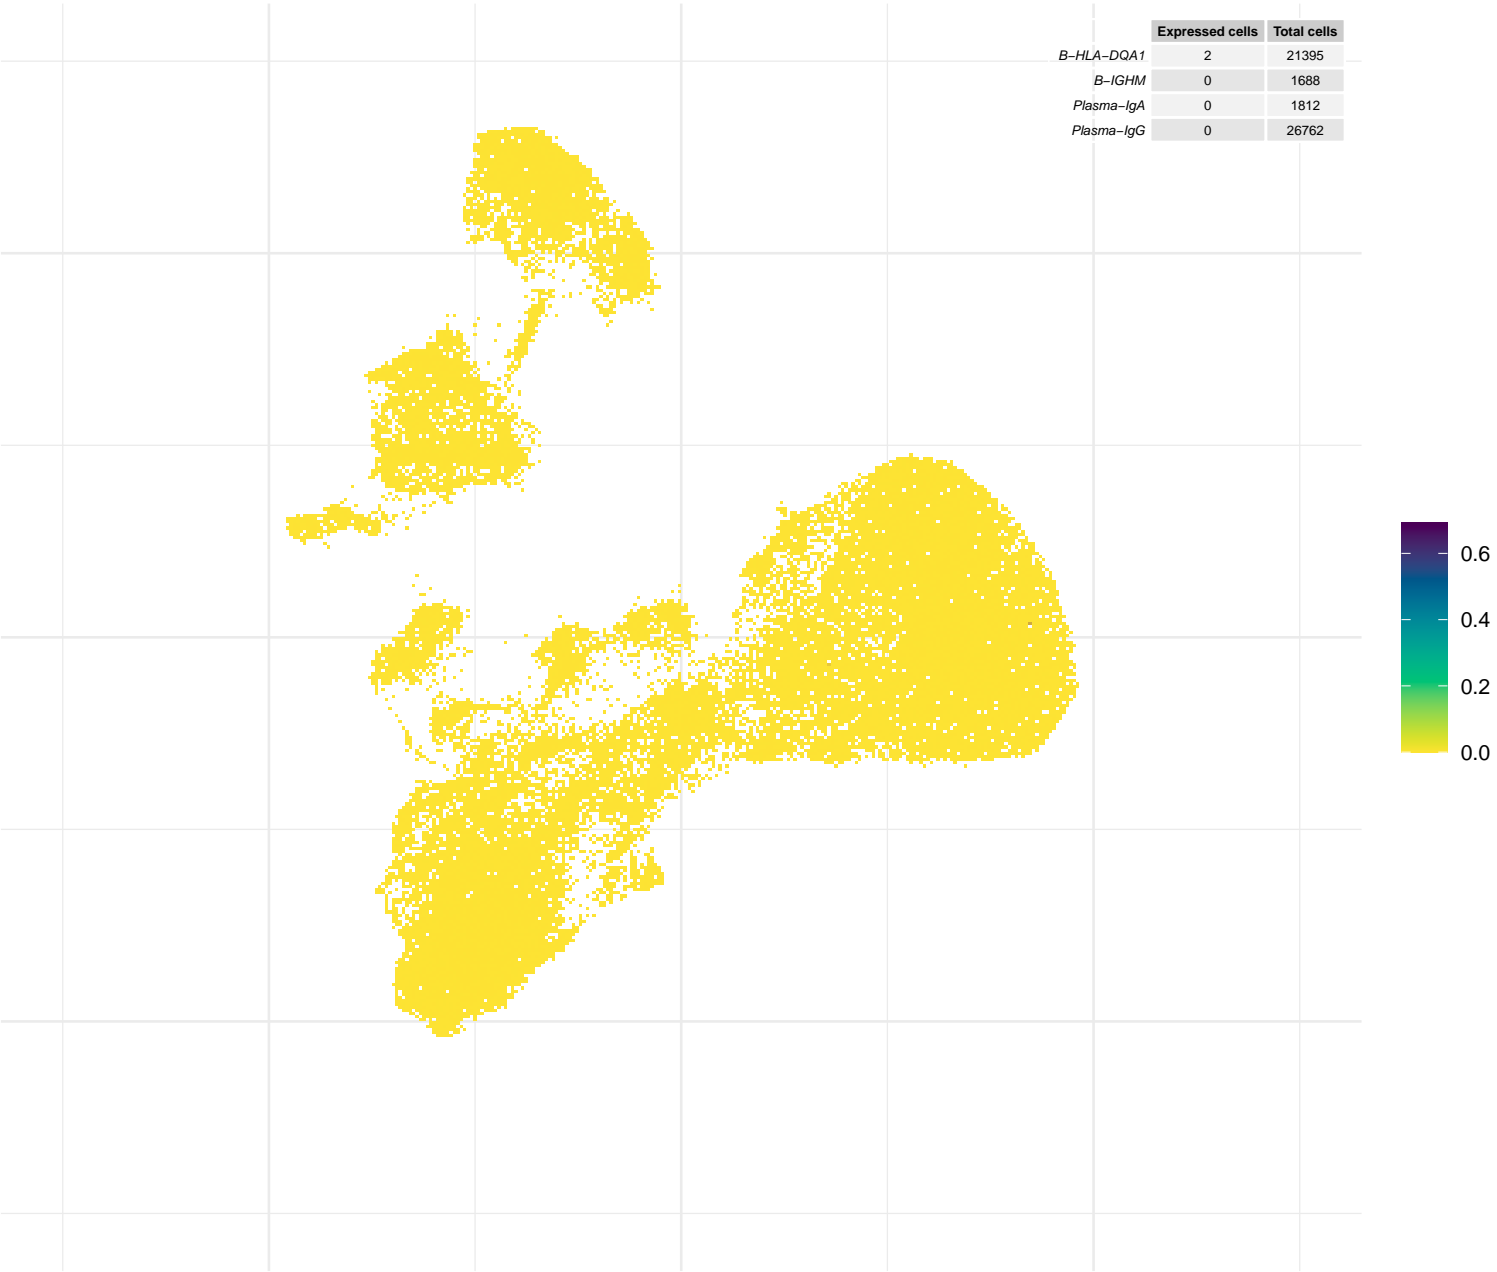 Expressed cells Total cells
B−HLA−DQA1 2 21395
B−IGHM 0 1688
Plasma−IgA 0 1812
Plasma−IgG 0 26762
0.6
0.4
0.2
0.0